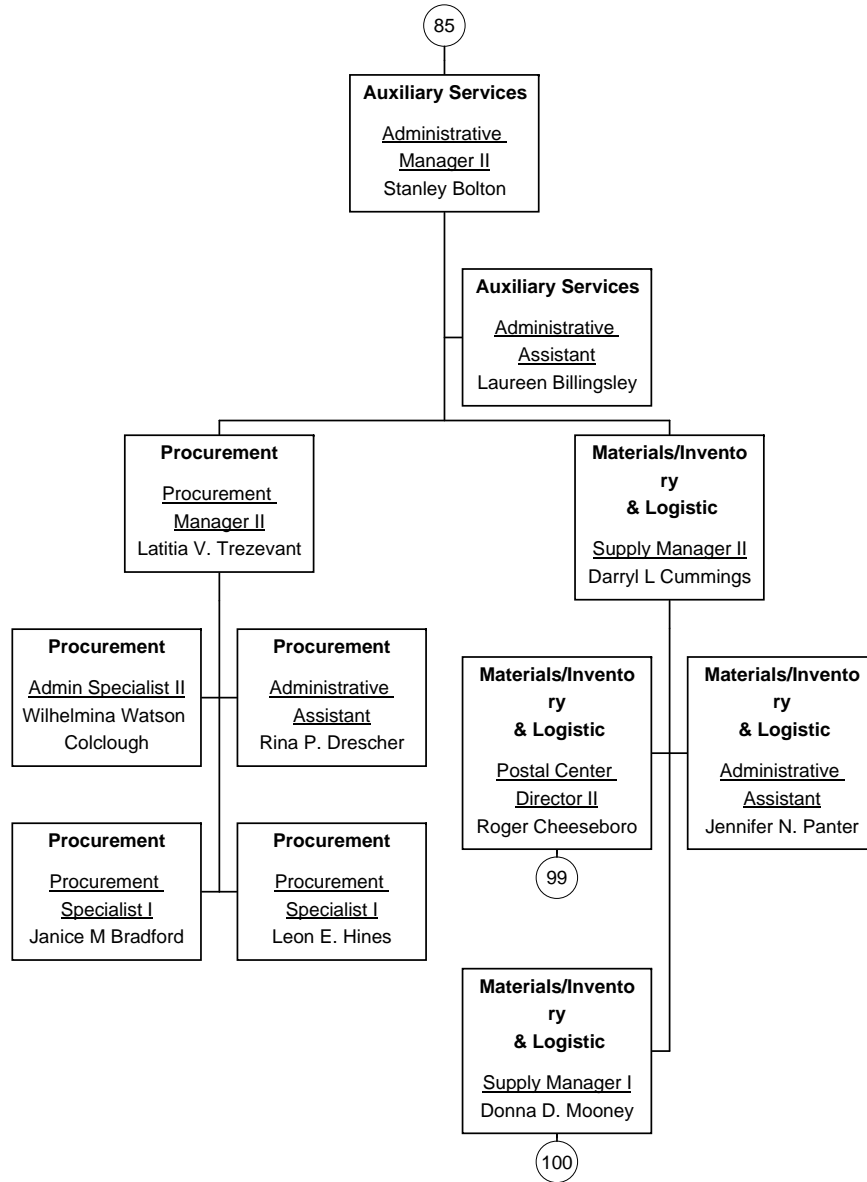 85
Auxiliary Services
Administrative
Manager II
Stanley Bolton
Auxiliary Services
Administrative
Assistant
Laureen Billingsley
Procurement
Procurement
Manager II
Latitia V. Trezevant
Materials/Invento
ry
& Logistic
Supply Manager II
Darryl L Cummings
Procurement
Admin Specialist II
Wilhelmina Watson
Colclough
Procurement
Administrative
Assistant
Rina P. Drescher
Materials/Invento
ry
& Logistic
Postal Center
Director II
Roger Cheeseboro
99
Materials/Invento
ry
& Logistic
Administrative
Assistant
Jennifer N. Panter
Procurement
Procurement
Specialist I
Janice M Bradford
Procurement
Procurement
Specialist I
Leon E. Hines
Materials/Invento
ry
& Logistic
Supply Manager I
Donna D. Mooney
100